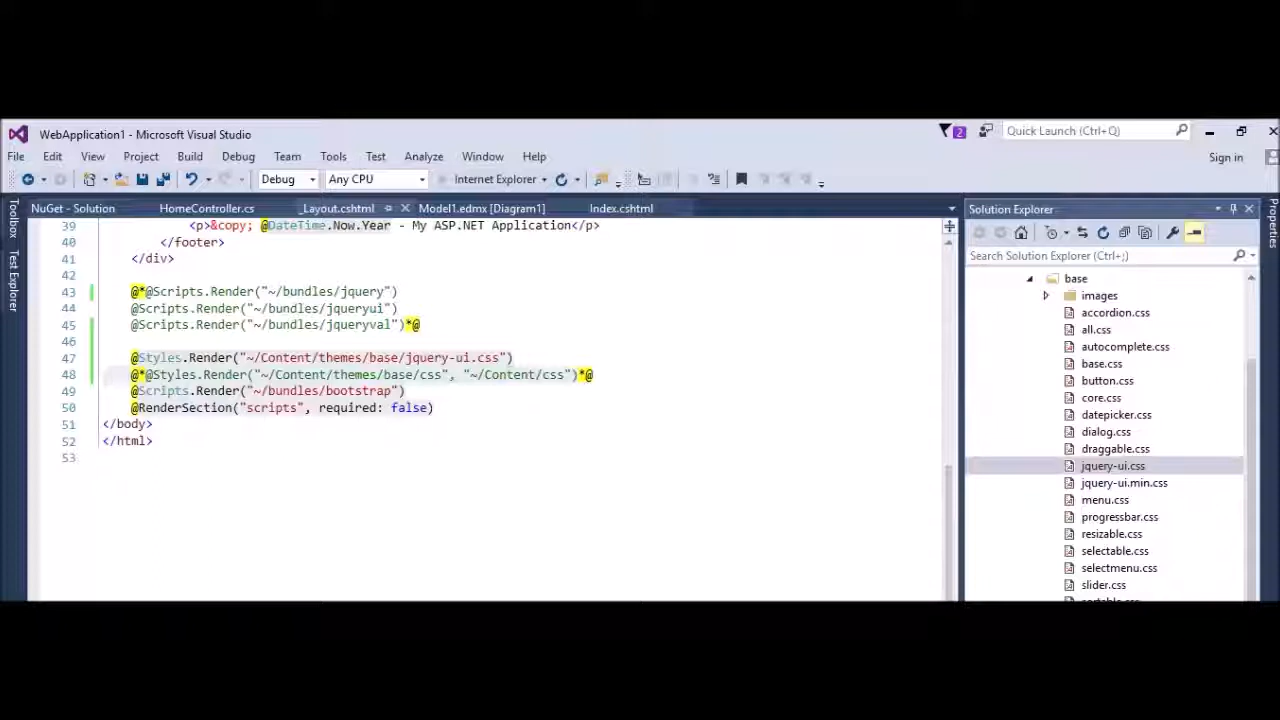 WebApplication1 - Microsoft Visual Studio
2
Quick Launch (Ctrl+Q)
File Edit View Project Build Debug Team Tools Test Analyze Window Help
Sign in
Debug Any CPU Internet Explorer
Toolbox
Test Explorer
NuGet - Solution HomeController.cs _Layout.cshtml Model1.edmx [Diagram1] Index.cshtml
39 <p>&copy; @DateTime.Now.Year - My ASP.NET Application</p>
40 </footer>
41 </div>
42
43 @*@Scripts.Render("~/bundles/jquery")
44 @Scripts.Render("~/bundles/jqueryui")
45 @Scripts.Render("~/bundles/jqueryval")*@
46
47 @Styles.Render("~/Content/themes/base/jquery-ui.css")
48 @*@Styles.Render("~/Content/themes/base/css", "~/Content/css")*@
49 @Scripts.Render("~/bundles/bootstrap")
50 @RenderSection("scripts", required: false)
51 </body>
52 </html>
53
Solution Explorer
Search Solution Explorer (Ctrl+;)
base
images
accordion.css
all.css
autocomplete.css
base.css
button.css
core.css
datepicker.css
dialog.css
draggable.css
jquery-ui.css
jquery-ui.min.css
menu.css
progressbar.css
resizable.css
selectable.css
selectmenu.css
slider.css
Properties